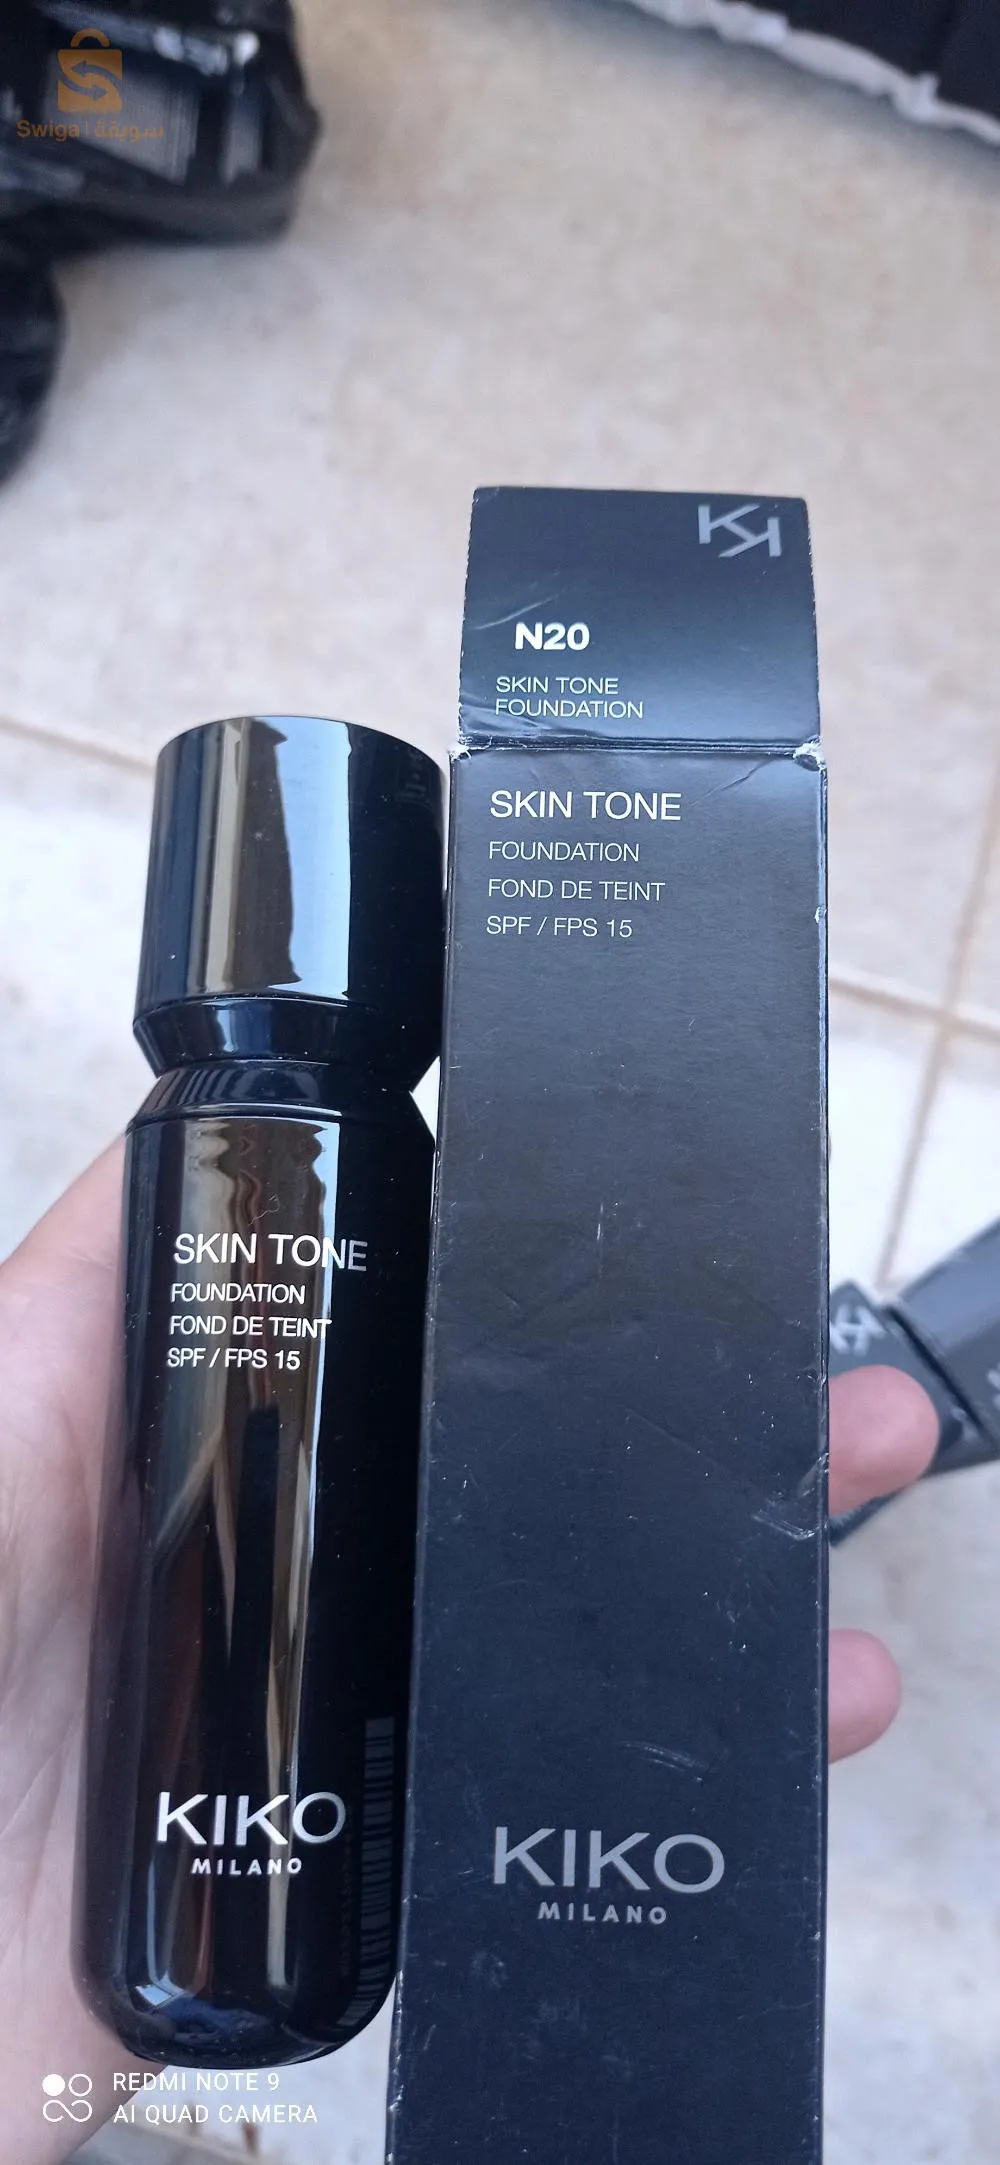 Swiga | سويقة
N20
SKIN TONE
FOUNDATION
SKIN TONE
FOUNDATION
FOND DE TEINT
SPF / FPS 15
KIKO
MILANO
SKIN TONE
FOUNDATION
FOND DE TEINT
SPF / FPS 15
KIKO
MILANO
REDMI NOTE 9
AI QUAD CAMERA